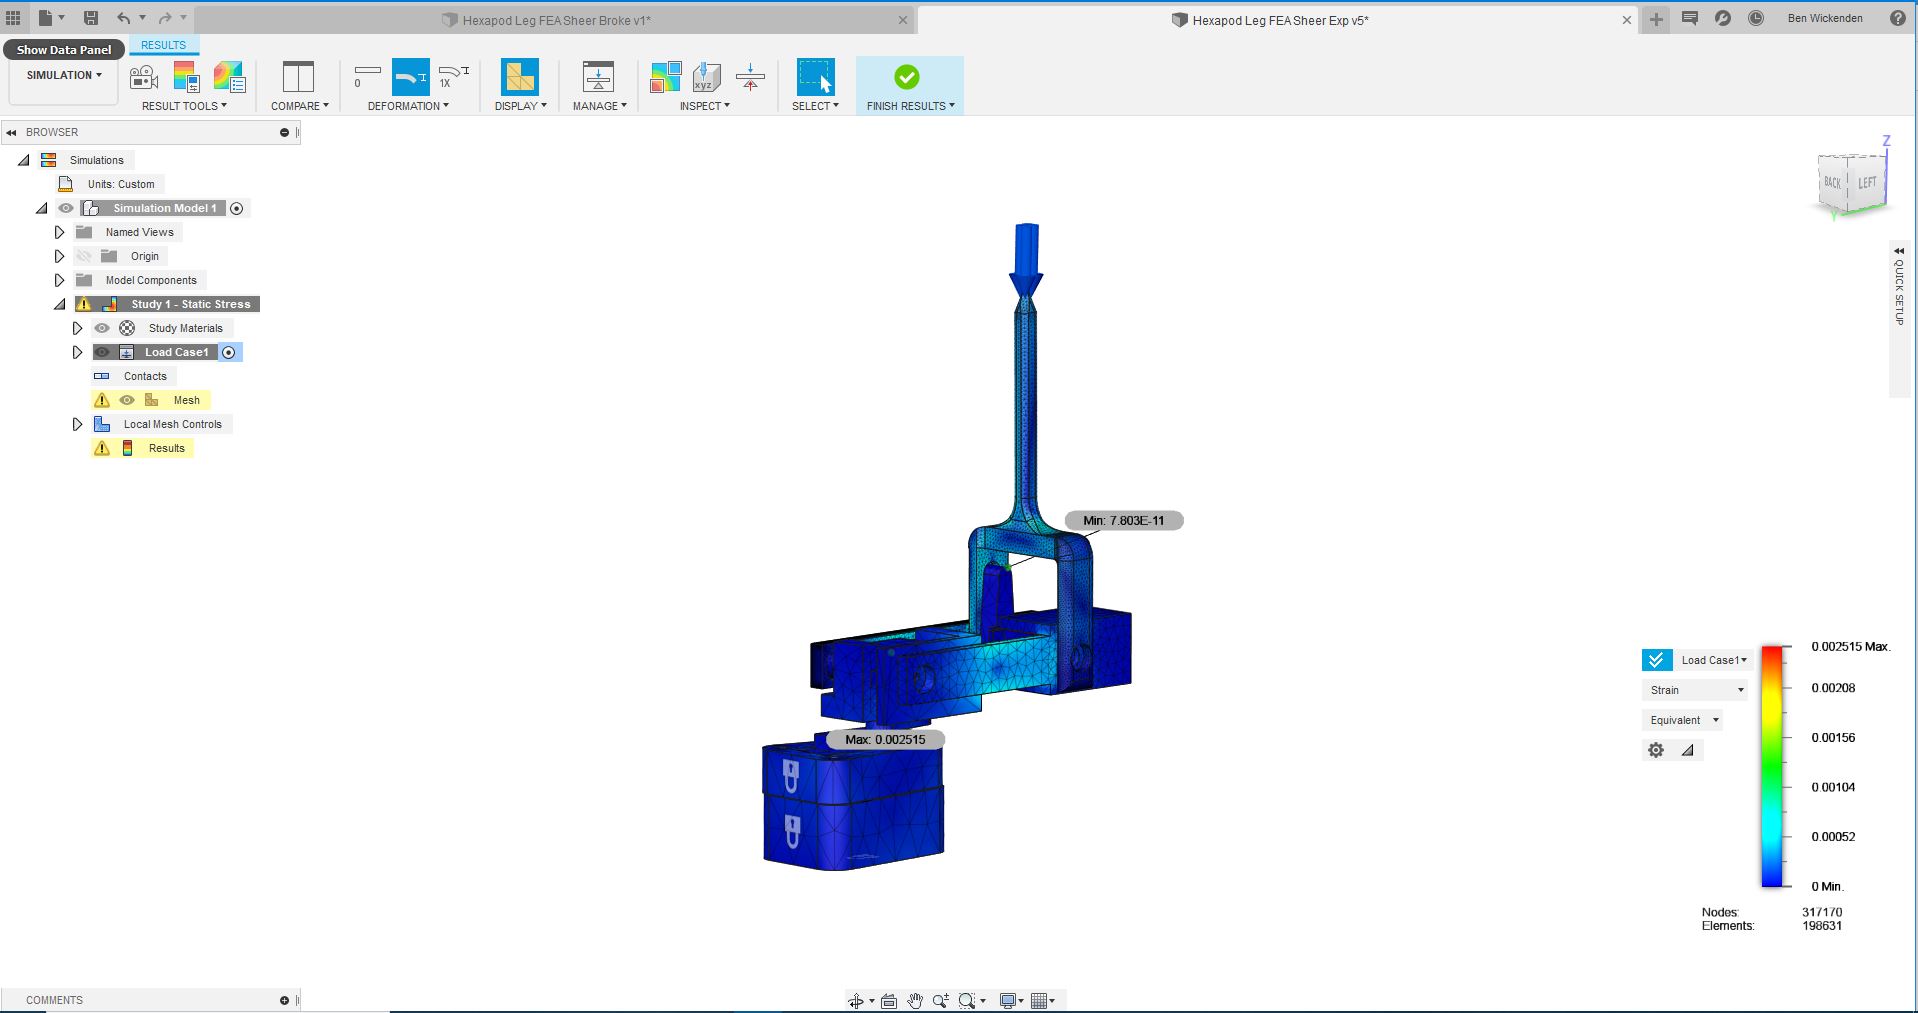 Hexapod Leg FEA Sheer Broke v1*
Hexapod Leg FEA Sheer Exp v5*
Ben Wickenden
Show Data Panel
RESULTS
SIMULATION
0
1X
xyz
RESULT TOOLS
COMPARE
DEFORMATION
DISPLAY
MANAGE
INSPECT
SELECT
FINISH RESULTS
BROWSER
Simulations
Units: Custom
Simulation Model 1
Named Views
Origin
Model Components
Study 1 - Static Stress
Study Materials
Load Case1
Contacts
Mesh
Local Mesh Controls
Results
Z
BACK
LEFT
Y
QUICK SETUP
Min: 7.803E-11
Max: 0.002515
Load Case1
Strain
Equivalent
0.002515 Max.
0.00208
0.00156
0.00104
0.00052
0 Min.
Nodes: 317170
Elements: 198631
COMMENTS